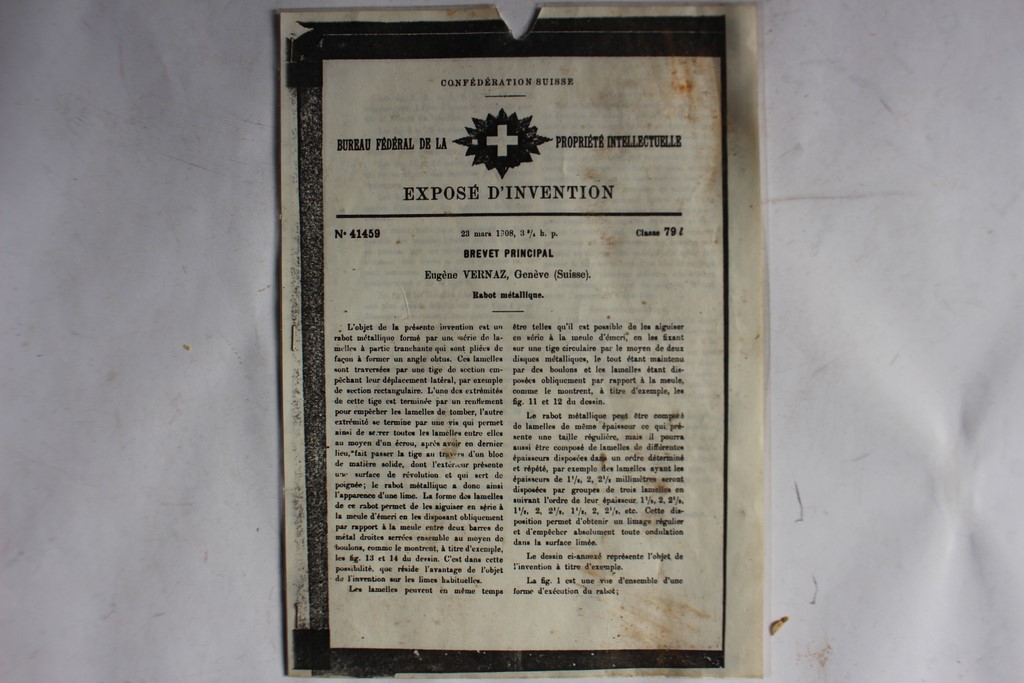 CONFÉDÉRATION SUISSE
BUREAU FÉDÉRAL DE LA PROPRIÉTÉ INTELLECTUELLE
EXPOSÉ D'INVENTION
No 41459 23 mars 1908, 3 3/4 h. p. Classe 79 l
BREVET PRINCIPAL
Eugène VERNAZ, Genève (Suisse).
Rabot métallique.
L'objet de la présente invention est un
rabot métallique formé par une série de la-
melles à partie tranchante qui sont pliées de
façon à former un angle obtus. Ces lamelles
sont traversées par une tige de section em-
pêchant leur déplacement latéral, par exemple
de section rectangulaire. L'une des extrémités
de cette tige est terminée par un renflement
pour empêcher les lamelles de tomber, l'autre
extrémité se termine par une vis qui permet
ainsi de serrer toutes les lamelles entre elles
au moyen d'un écrou, après avoir en dernier
lieu, fait passer la tige au travers d'un bloc
de matière solide, dont l'extérieur présente
une surface de révolution et qui sert de
poignée; le rabot métallique a donc ainsi
l'apparence d'une lime. La forme des lamelles
de ce rabot permet de les aiguiser en série à
la meule d'émeri en les disposant obliquement
par rapport à la meule entre deux barres de
métal droites serrées ensemble au moyen de
boulons, comme le montrent, à titre d'exemple,
les fig. 13 et 14 du dessin. C'est dans cette
possibilité, que réside l'avantage de l'objet
de l'invention sur les limes habituelles.
Les lamelles peuvent en même temps
être telles qu'il est possible de les aiguiser
en série à la meule d'émeri, en les fixant
sur une tige circulaire par le moyen de deux
disques métalliques, le tout étant maintenu
par des boulons et les lamelles étant dis-
posées obliquement par rapport à la meule,
comme le montrent, à titre d'exemple, les
fig. 11 et 12 du dessin.
Le rabot métallique peut être composé
de lamelles de même épaisseur ce qui pré-
sente une taille régulière, mais il pourra
aussi être composé de lamelles de différentes
épaisseurs disposées dans un ordre déterminé
et répété, par exemple des lamelles ayant les
épaisseurs de 1 1/2, 2, 2 1/2 millimètres seront
disposées par groupes de trois lamelles en
suivant l'ordre de leur épaisseur 1 1/2, 2, 2 1/2,
1 1/2, 2, 2 1/2, 1 1/2, 2, 2 1/2, etc. Cette dis-
position permet d'obtenir un limage régulier
et d'empêcher absolument toute ondulation
dans la surface limée.
Le dessin ci-annexé représente l'objet de
l'invention à titre d'exemple.
La fig. 1 est une vue d'ensemble d'une
forme d'exécution du rabot;